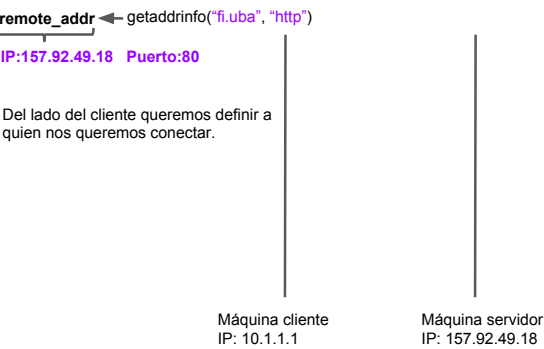 remote_addr getaddrinfo(“fi.uba”, “http”)
IP:157.92.49.18 Puerto:80
Del lado del cliente queremos definir a
quien nos queremos conectar.
Máquina cliente Máquina servidor
IP: 10.1.1.1 IP: 157.92.49.18